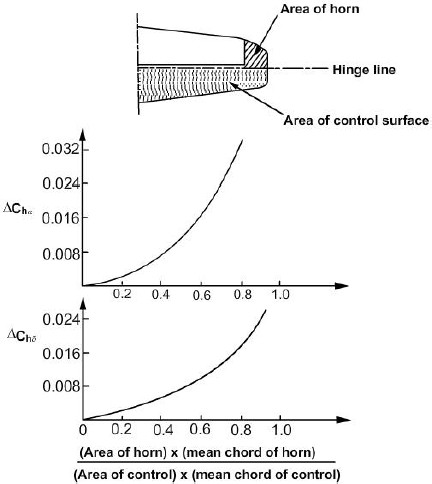 Area of horn
Hinge line
Area of control surface
0.032
0.024
ΔChα
0.016
0.008
0.2 0.4 0.6 0.8 1.0
0.024
ΔChδ
0.016
0.008
0 0.2 0.4 0.6 0.8 1.0
(Area of horn) x (mean chord of horn)
(Area of control) x (mean chord of control)